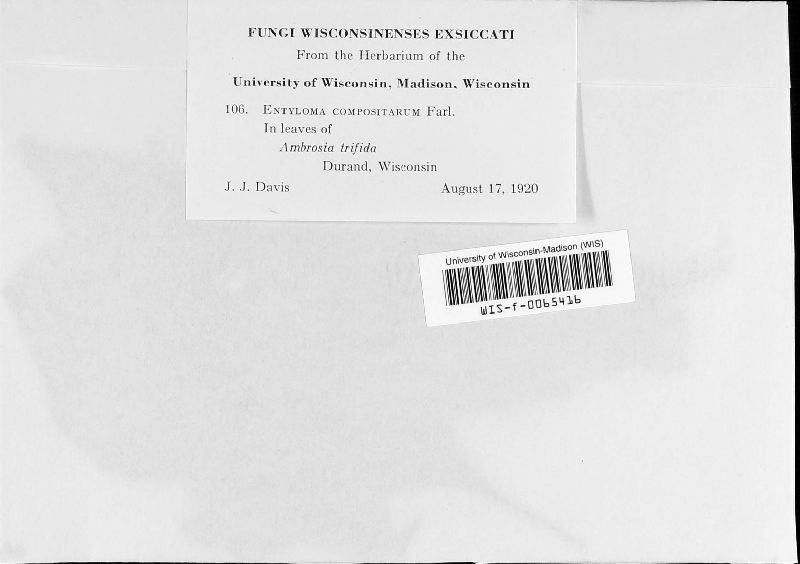 FUNGI WISCONSINENSES EXSICCATI
From the Herbarium of the
University of Wisconsin, Madison, Wisconsin
106. ENTYLOMA COMPOSITARUM Farl.
In leaves of
Ambrosia trifida
Durand, Wisconsin
J. J. Davis August 17, 1920
University of Wisconsin-Madison (WIS)
WIS-f-0065416